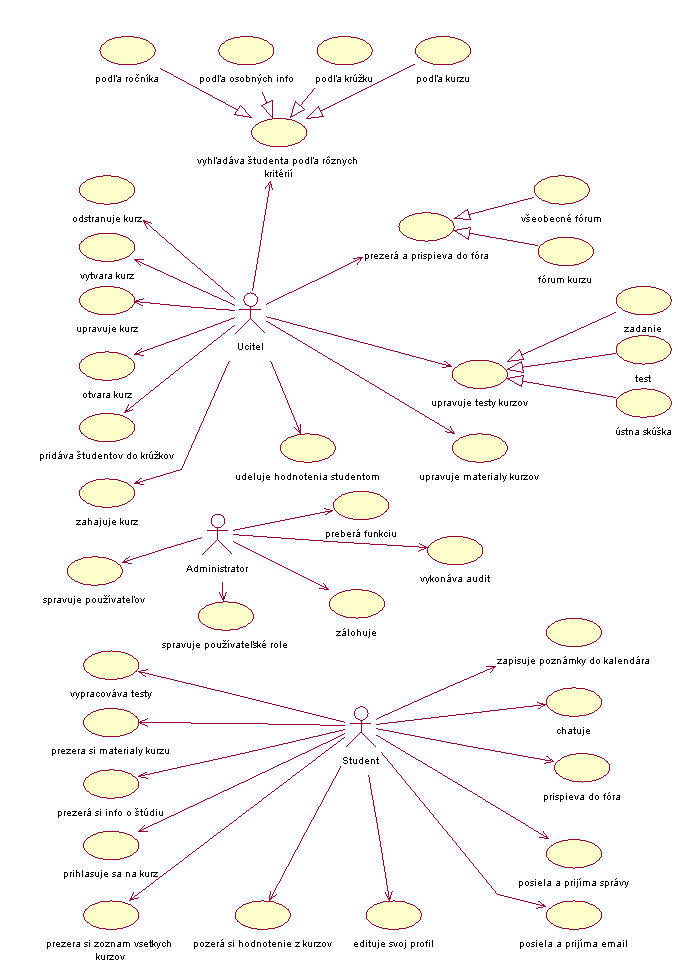 podľa ročníka
podľa osobných info
podľa krúžku
podľa kurzu
vyhľadáva študenta podľa rôznych
kritérií
odstranuje kurz
všeobecné fórum
prezerá a prispieva do fóra
vytvara kurz
fórum kurzu
upravuje kurz
zadanie
Ucitel
test
otvara kurz
upravuje testy kurzov
ústna skúška
pridáva študentov do krúžkov
udeluje hodnotenia studentom
upravuje materialy kurzov
zahajuje kurz
preberá funkciu
Administrator
vykonáva audit
spravuje používateľov
zálohuje
spravuje používateľské role
zapisuje poznámky do kalendára
vypracováva testy
chatuje
prezera si materialy kurzu
Student
prispieva do fóra
prezerá si info o štúdiu
prihlasuje sa na kurz
posiela a prijíma správy
prezera si zoznam vsetkych
kurzov
pozerá si hodnotenie z kurzov
edituje svoj profil
posiela a prijíma email